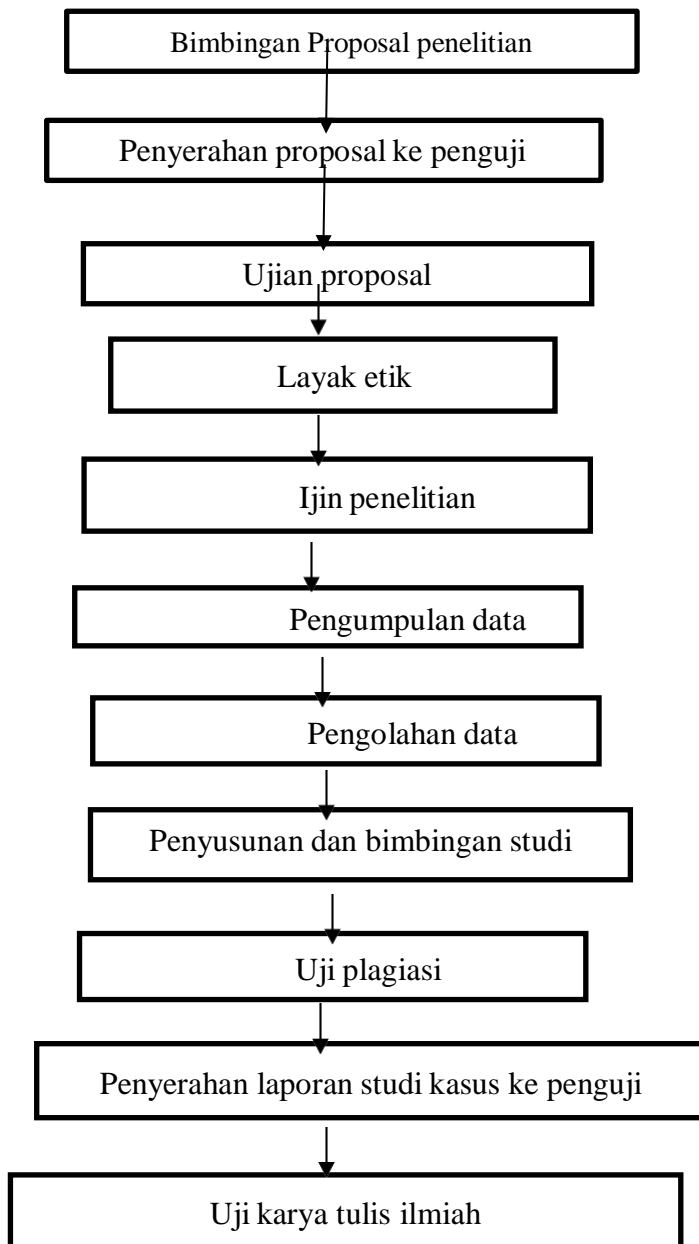 Bimbingan Proposal penelitian
Penyerahan proposal ke penguji
Ujian proposal
Layak etik
Ijin penelitian
Pengumpulan data
Pengolahan data
Penyusunan dan bimbingan studi
Uji plagiasi
Penyerahan laporan studi kasus ke penguji
Uji karya tulis ilmiah